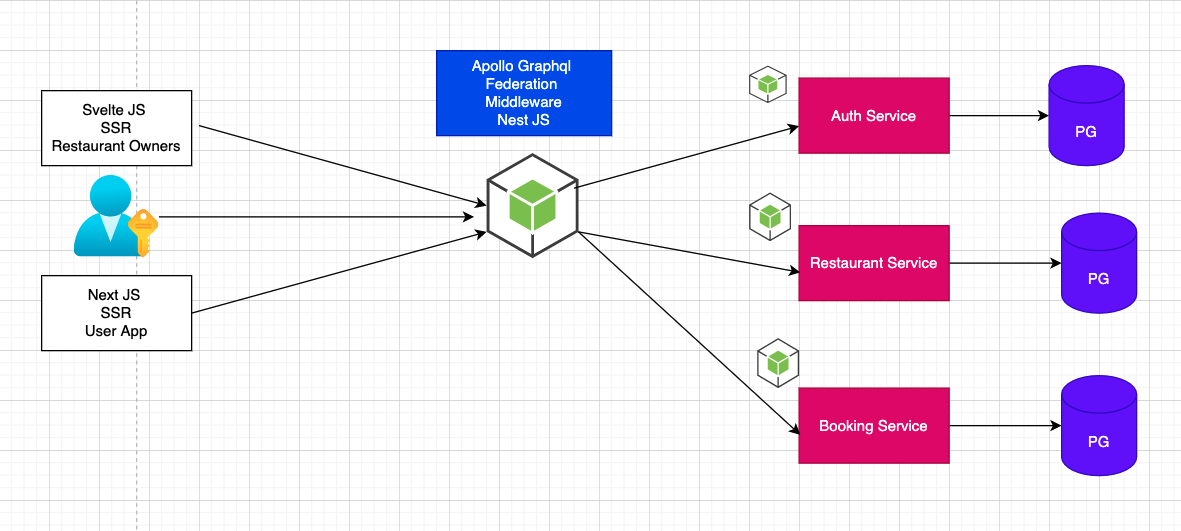 Svelte JS
SSR
Restaurant Owners
Next JS
SSR
User App
Apollo Graphql
Federation
Middleware
Nest JS
Auth Service
PG
Restaurant Service
PG
Booking Service
PG